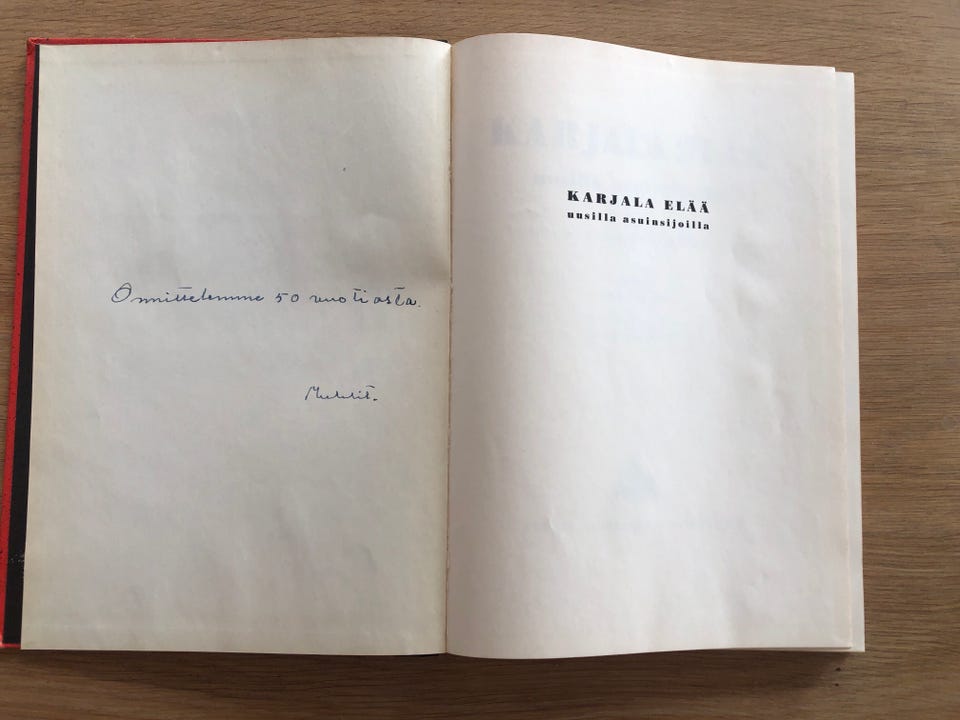 Onnittelemme 50 vuotiasta.
KARJALA ELÄÄ
uusilla asuinsijoilla